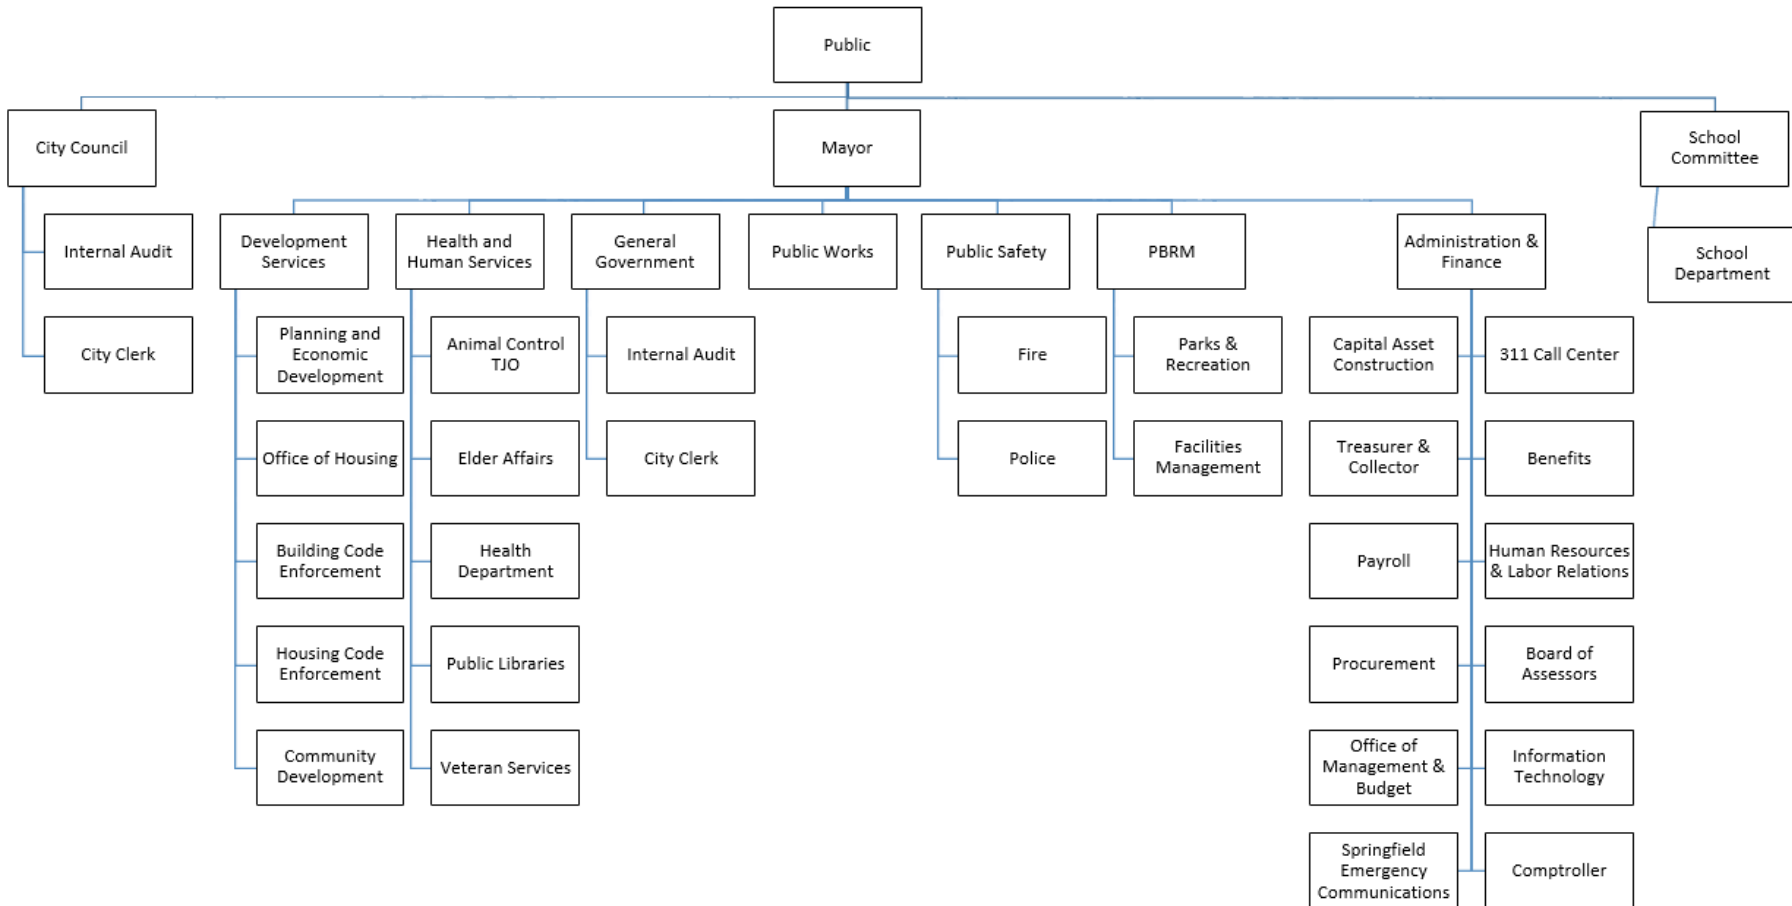 Public
City Council
Mayor
School
Committee
Internal Audit
Development
Services
Health and
Human Services
General
Government
Public Works
Public Safety
PBRM
Administration &
Finance
School
Department
City Clerk
Planning and
Economic
Development
Animal Control
TJO
Internal Audit
Fire
Parks &
Recreation
Capital Asset
Construction
311 Call Center
Office of Housing
Elder Affairs
City Clerk
Police
Facilities
Management
Treasurer &
Collector
Benefits
Building Code
Enforcement
Health
Department
Payroll
Human Resources
& Labor Relations
Housing Code
Enforcement
Public Libraries
Procurement
Board of
Assessors
Community
Development
Veteran Services
Office of
Management &
Budget
Information
Technology
Springfield
Emergency
Communications
Comptroller